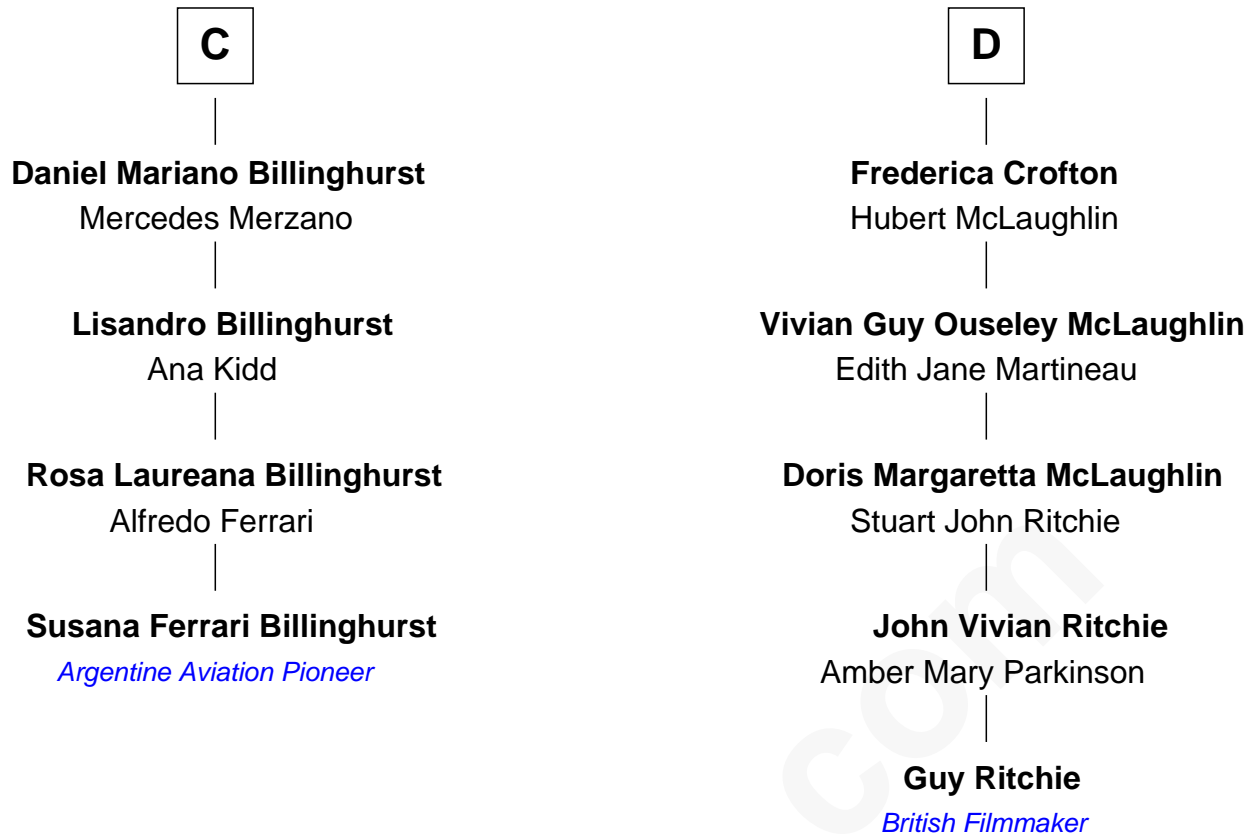 C
Daniel Mariano Billinghurst
Mercedes Merzano
Lisandro Billinghurst
Ana Kidd
Rosa Laureana Billinghurst
Alfredo Ferrari
Susana Ferrari Billinghurst
Argentine Aviation Pioneer
D
Frederica Crofton
Hubert McLaughlin
Vivian Guy Ouseley McLaughlin
Edith Jane Martineau
Doris Margaretta McLaughlin
Stuart John Ritchie
John Vivian Ritchie
Amber Mary Parkinson
Guy Ritchie
British Filmmaker
com